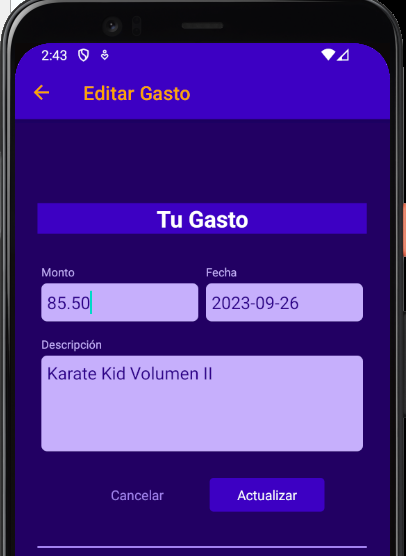 2:43
Editar Gasto
Tu Gasto
Monto
Fecha
85.50
2023-09-26
Descripción
Karate Kid Volumen II
Cancelar
Actualizar